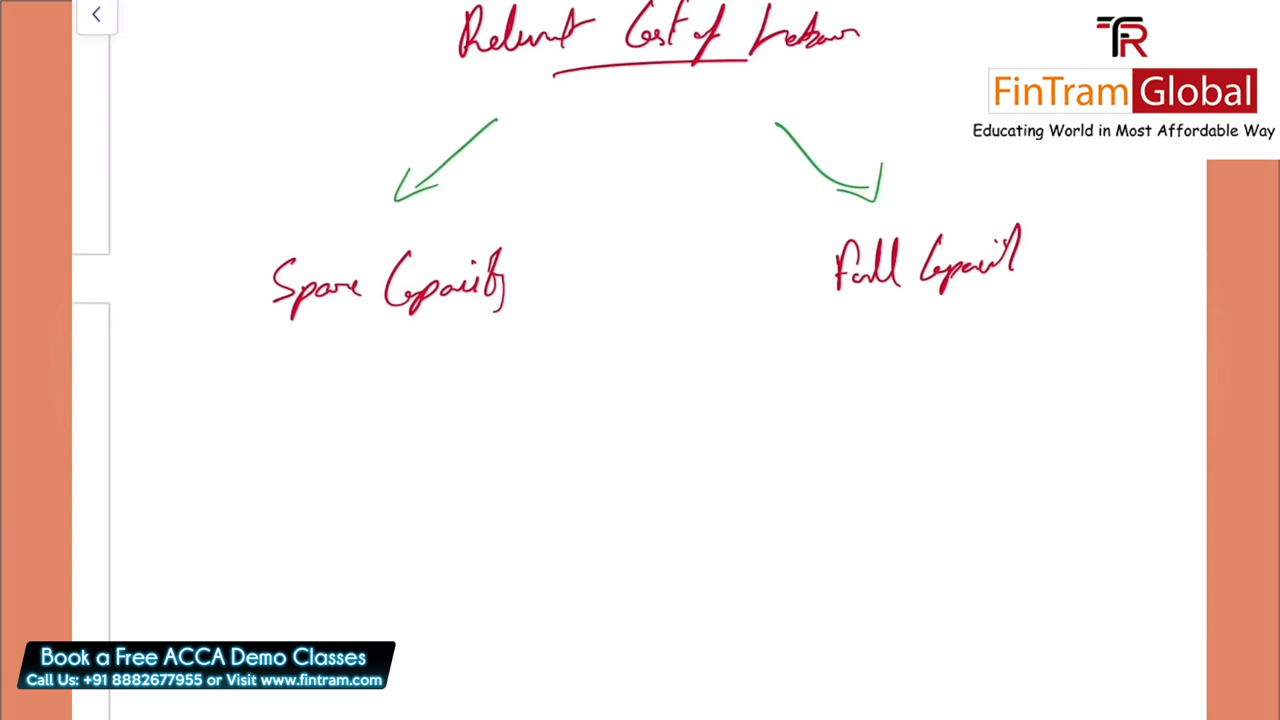 Relevant Cost of Labour
TFR
FinTram Global
Educating World in Most Affordable Way
Spare Capacity
Full Capacity
Book a Free ACCA Demo Classes
Call Us: +91 8882677955 or Visit www.fintram.com